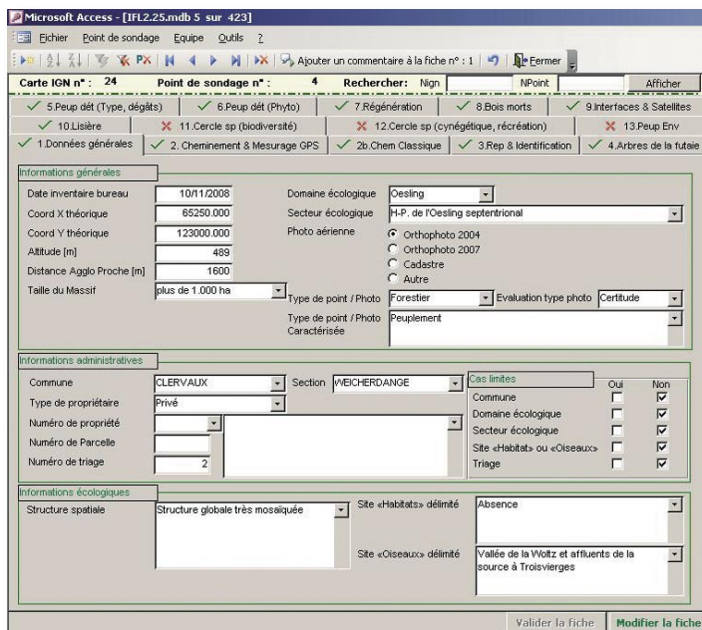 Microsoft Access - [IFL2.25.mdb 5 sur 423]
Fichier Point de sondage Equipe Outils ?
Ajouter un commentaire à la fiche n° : 1 Fermer
Carte IGN n° : 24 Point de sondage n° : 4 Rechercher: Nign NPoint Afficher
5.Peup dét (Type, dégâts) 6.Peup dét (Phyto) 7.Régénération 8.Bois morts 9.Interfaces & Satellites
10.Lisière 11.Cercle sp (biodiversité) 12.Cercle sp (cynégétique, récréation) 13.Peup Env
1.Données générales 2. Cheminement & Mesurage GPS 2b.Chem Classique 3.Rep & Identification 4.Arbres de la futaie
Informations générales
Date inventaire bureau 10/11/2008 Domaine écologique Oesling
Coord X théorique 65250.000 Secteur écologique H-P. de l'Oesling septentrional
Coord Y théorique 123000.000 Photo aérienne Orthophoto 2004
Altitude [m] 489 Orthophoto 2007
Distance Agglo Proche [m] 1600 Cadastre
Autre
Taille du Massif plus de 1.000 ha Type de point / Photo Forestier Evaluation type photo Certitude
Type de point / Photo Peuplement
Caractérisée
Informations administratives
Commune CLERVAUX Section WEICHERDANGE Cas limites Oui Non
Type de propriétaire Privé Commune
Numéro de propriété Domaine écologique
Numéro de Parcelle Secteur écologique
Site «Habitat» ou «Oiseaux»
Numéro de triage 2 Triage
Informations écologiques
Structure spatiale Structure globale très mosaïquée Site «Habitats» délimité Absence
Site «Oiseaux» délimité Vallée de la Woltz et affluents de la
source à Troisvierges
Valider la fiche Modifier la fiche